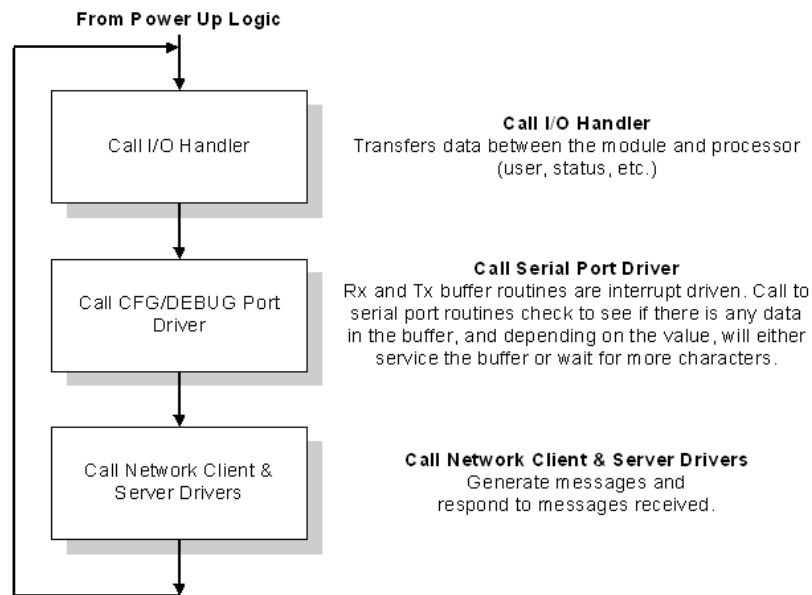 From Power Up Logic
Call I/O Handler
Call I/O Handler
Transfers data between the module and processor
(user, status, etc.)
Call CFG/DEBUG Port
Driver
Call Serial Port Driver
Rx and Tx buffer routines are interrupt driven. Call to
serial port routines check to see if there is any data
in the buffer, and depending on the value, will either
service the buffer or wait for more characters.
Call Network Client &
Server Drivers
Call Network Client & Server Drivers
Generate messages and
respond to messages received.